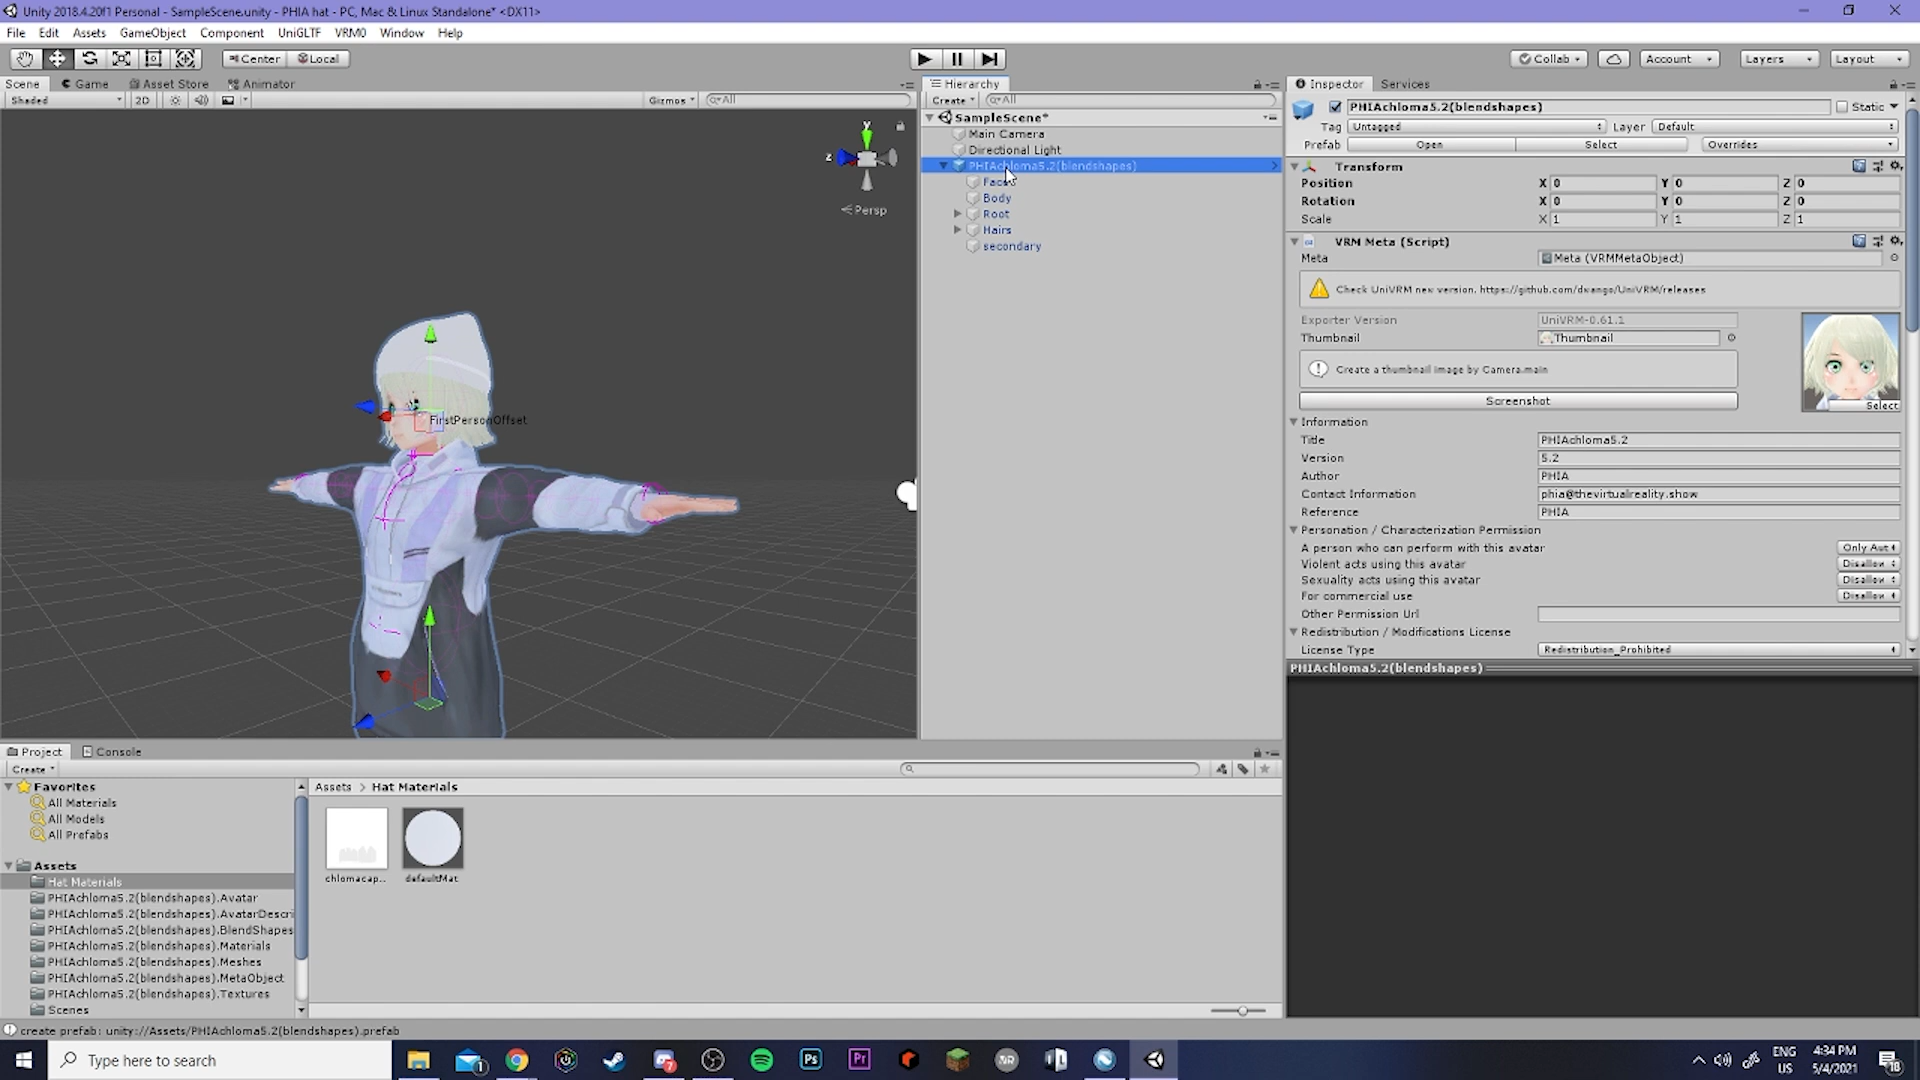 Unity 2018.4.20f1 Personal - SampleScene.unity - PHIA hat - PC, Mac & Linux Standalone* <DX11>
File Edit Assets GameObject Component UniGLTF VRM0 Window Help
Center Local Collab Account Layers Layout
Scene Game Asset Store Animator
Shaded 2D Gizmos All
y
z
Persp
FirstPersonOffset
Hierarchy
Create All
SampleScene*
Main Camera
Directional Light
PHIAchloma5.2(blendshapes)
Face
Body
Root
Hairs
secondary
Inspector Services
PHIAchloma5.2(blendshapes) Static
Tag Untagged Layer Default
Prefab Open Select Overrides
Transform
Position X 0 Y 0 Z 0
Rotation X 0 Y 0 Z 0
Scale X 1 Y 1 Z 1
VRM Meta (Script)
Meta Meta (VRMMetaObject)
Check UniVRM new version. https://github.com/dwango/UniVRM/releases
Exporter Version UniVRM-0.61.1
Thumbnail Thumbnail
Create a thumbnail image by Camera.main
Screenshot
Select
Information
Title PHIAchloma5.2
Version 5.2
Author PHIA
Contact Information phia@thevirtualreality.show
Reference PHIA
Personation / Characterization Permission
A person who can perform with this avatar Only Aut
Violent acts using this avatar Disallow
Sexuality acts using this avatar Disallow
For commercial use Disallow
Other Permission Url
Redistribution / Modifications License
License Type Redistribution_Prohibited
PHIAchloma5.2(blendshapes)
Project Console
Create
Favorites
All Materials
All Models
All Prefabs
Assets
Hat Materials
PHIAchloma5.2(blendshapes).Avatar
PHIAchloma5.2(blendshapes).AvatarDescri
PHIAchloma5.2(blendshapes).BlendShapes
PHIAchloma5.2(blendshapes).Materials
PHIAchloma5.2(blendshapes).Meshes
PHIAchloma5.2(blendshapes).MetaObject
PHIAchloma5.2(blendshapes).Textures
Scenes
Assets > Hat Materials
chlomacap... defaultMat
create prefab: unity://Assets/PHIAchloma5.2(blendshapes).prefab
Type here to search
1
7
Ps
Pr
ENG
US
4:34 PM
5/4/2021
18